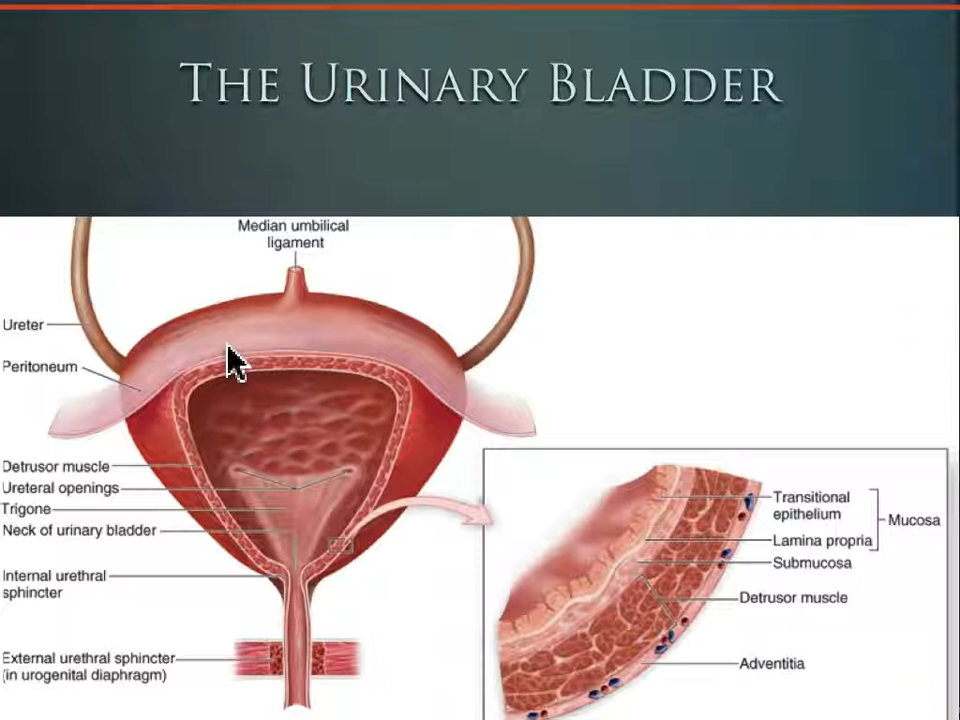 The Urinary Bladder
Median umbilical
ligament
Ureter
Peritoneum
Detrusor muscle
Ureteral openings
Trigone
Neck of urinary bladder
Internal urethral
sphincter
External urethral sphincter
(in urogenital diaphragm)
Transitional
epithelium
Mucosa
Lamina propria
Submucosa
Detrusor muscle
Adventitia